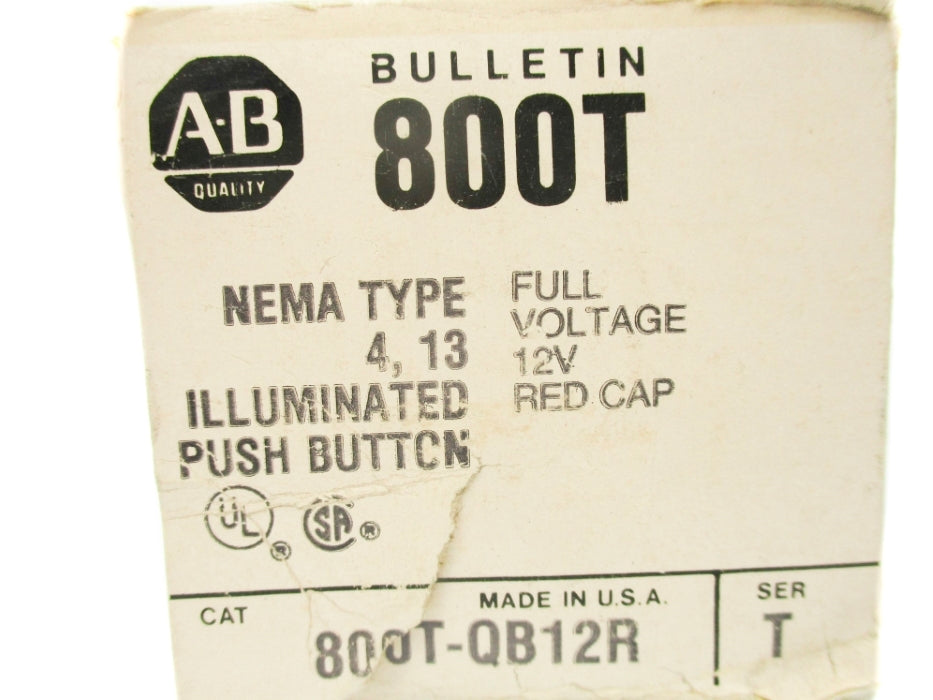 A-B
QUALITY
BULLETIN
800T
NEMA TYPE
4, 13
ILLUMINATED
PUSH BUTTON
FULL
VOLTAGE
12V
RED CAP
UL ®
SA ®
CAT
MADE IN U.S.A.
800T-QB12R
SER
T